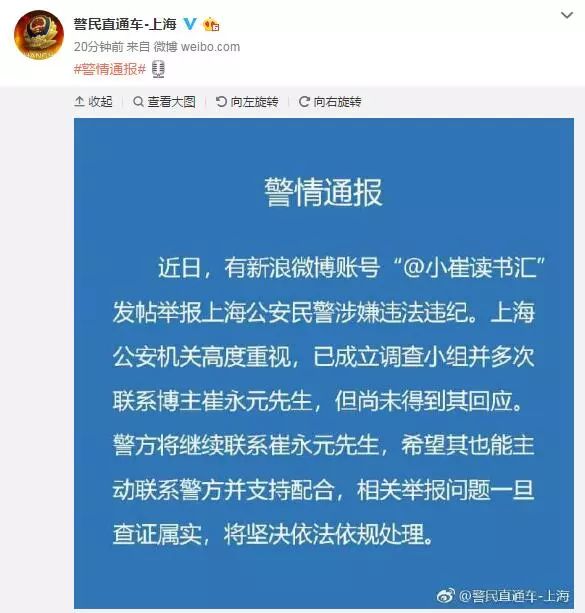 警民直通车-上海
20分钟前 来自 微博 weibo.com
#警情通报#
收起 查看大图 向左旋转 向右旋转
警情通报
近日，有新浪微博账号“@小崔读书汇”
发帖举报上海公安民警涉嫌违法违纪。上海
公安机关高度重视，已成立调查小组并多次
联系博主崔永元先生，但尚未得到其回应。
警方将继续联系崔永元先生，希望其也能主
动联系警方并支持配合，相关举报问题一旦
查证属实，将坚决依法依规处理。
@警民直通车-上海